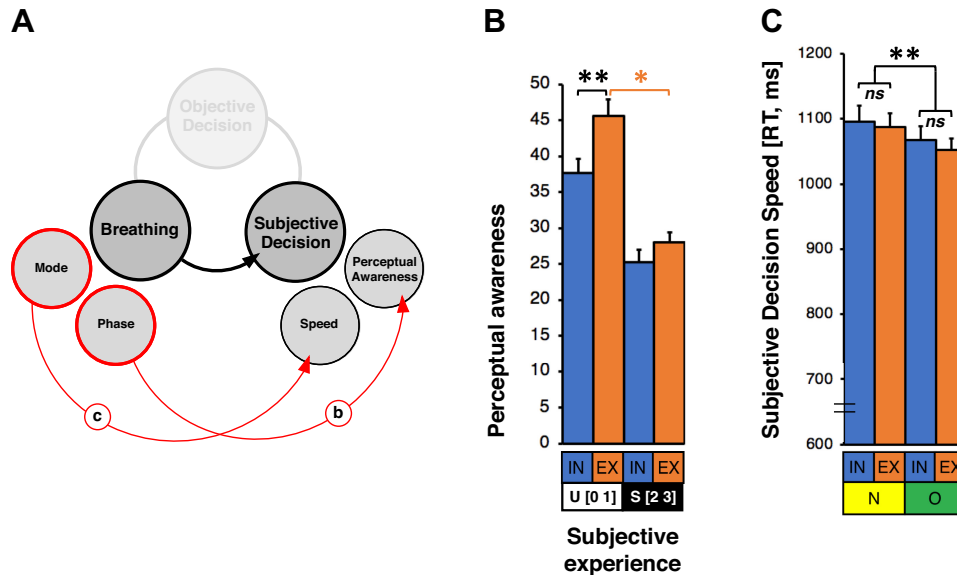 A
Objective
Decision
Breathing
Subjective
Decision
Mode
Phase
Speed
Perceptual
Awareness
c
b
B
Perceptual awareness
50
45
40
35
30
25
20
15
10
5
0
**
*
IN
EX
IN
EX
U [0 1]
S [2 3]
Subjective
experience
C
Subjective Decision Speed [RT, ms]
1200
1100
1000
900
800
700
600
**
ns
ns
IN
EX
IN
EX
N
O